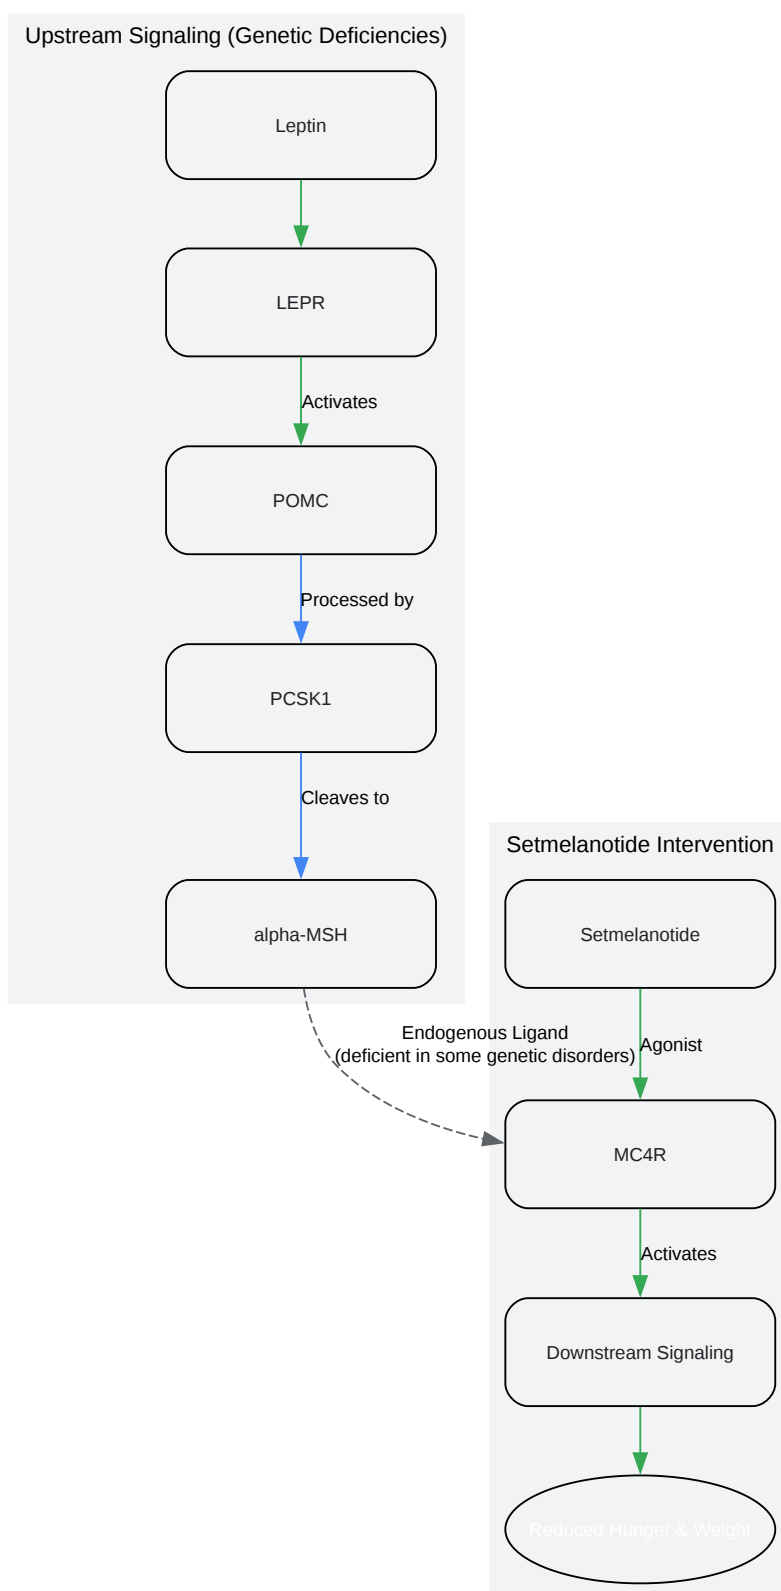 Upstream Signaling (Genetic Deficiencies)
Leptin
LEPR
Activates
POMC
Processed by
PCSK1
Cleaves to
alpha-MSH
Endogenous Ligand
(deficient in some genetic disorders)
Setmelanotide Intervention
Setmelanotide
Agonist
MC4R
Activates
Downstream Signaling
Reduced Hunger & Weight